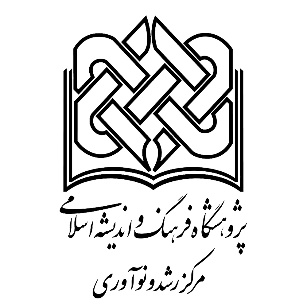 پژوهشگاه فرهنگ و اندیشه اسلامی
مرکز رشد و نوآوری